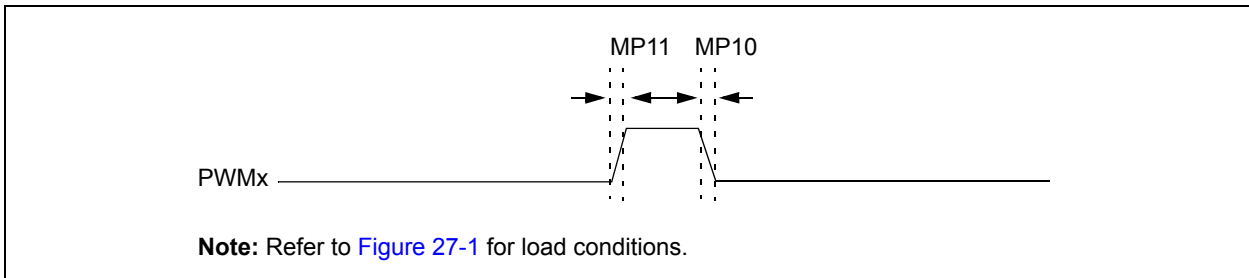 MP11 MP10
PWMx
Note: Refer to Figure 27-1 for load conditions.